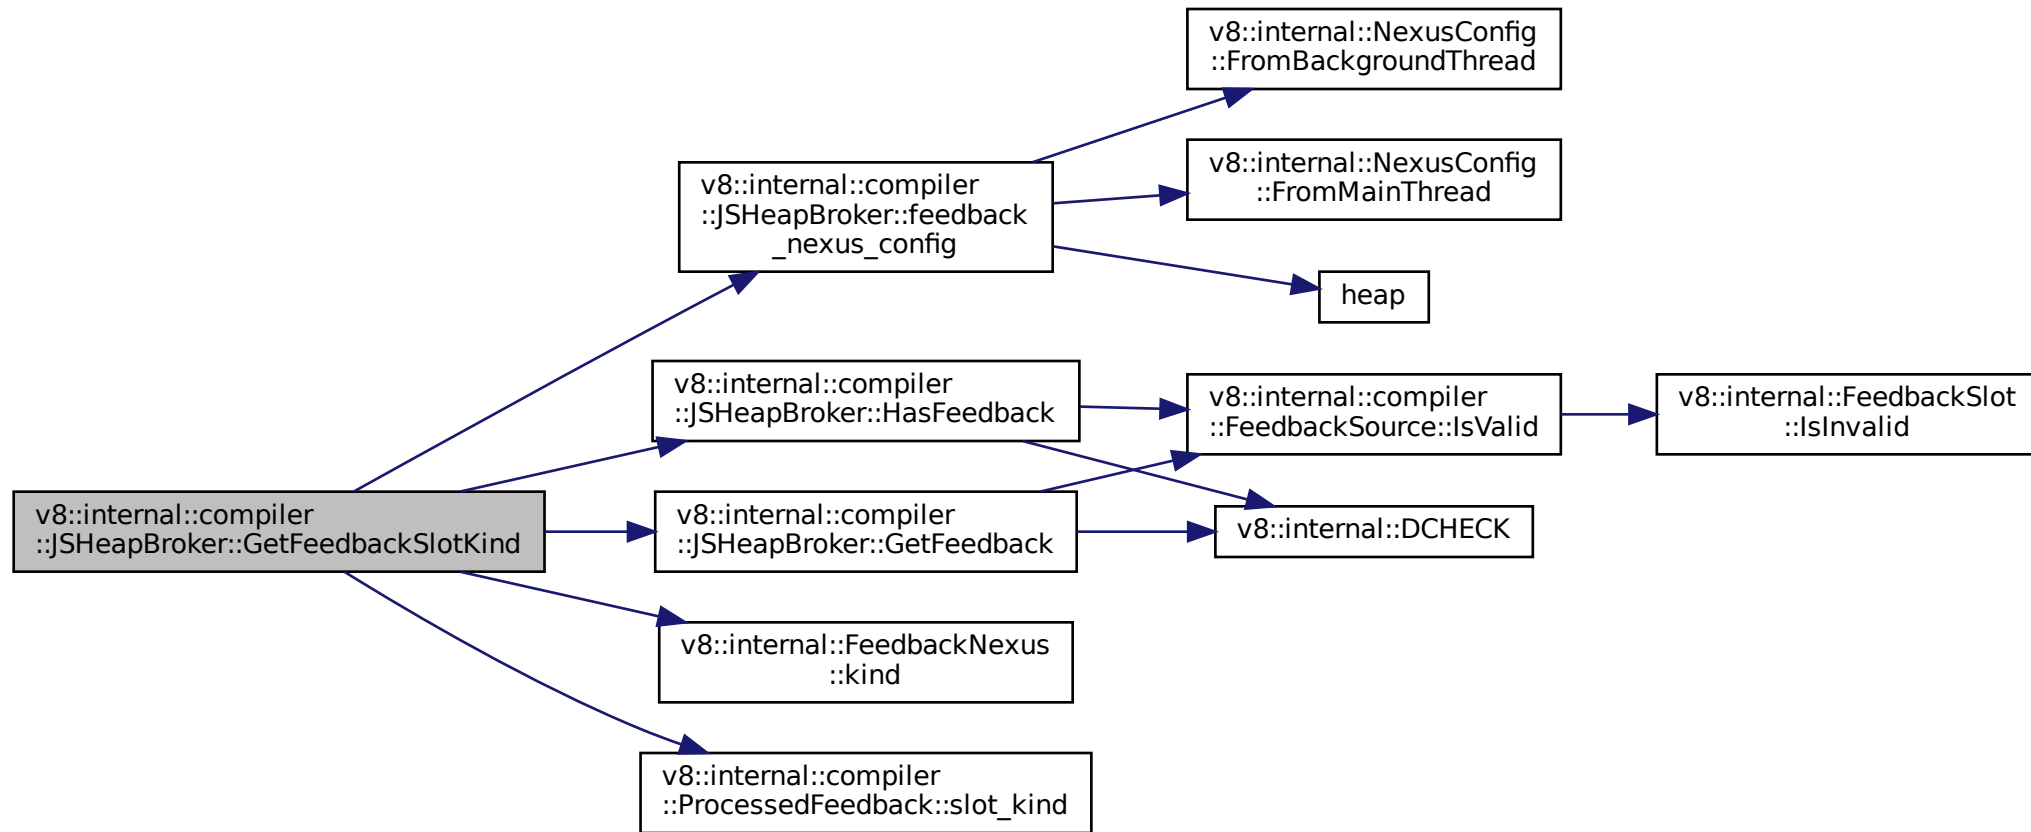 v8::internal::NexusConfig
::FromBackgroundThread
v8::internal::NexusConfig
::FromMainThread
v8::internal::compiler
::JSHeapBroker::feedback
_nexus_config
heap
v8::internal::compiler
::JSHeapBroker::HasFeedback
v8::internal::compiler
::FeedbackSource::IsValid
v8::internal::FeedbackSlot
::IsInvalid
v8::internal::compiler
::JSHeapBroker::GetFeedbackSlotKind
v8::internal::compiler
::JSHeapBroker::GetFeedback
v8::internal::DCHECK
v8::internal::FeedbackNexus
::kind
v8::internal::compiler
::ProcessedFeedback::slot_kind